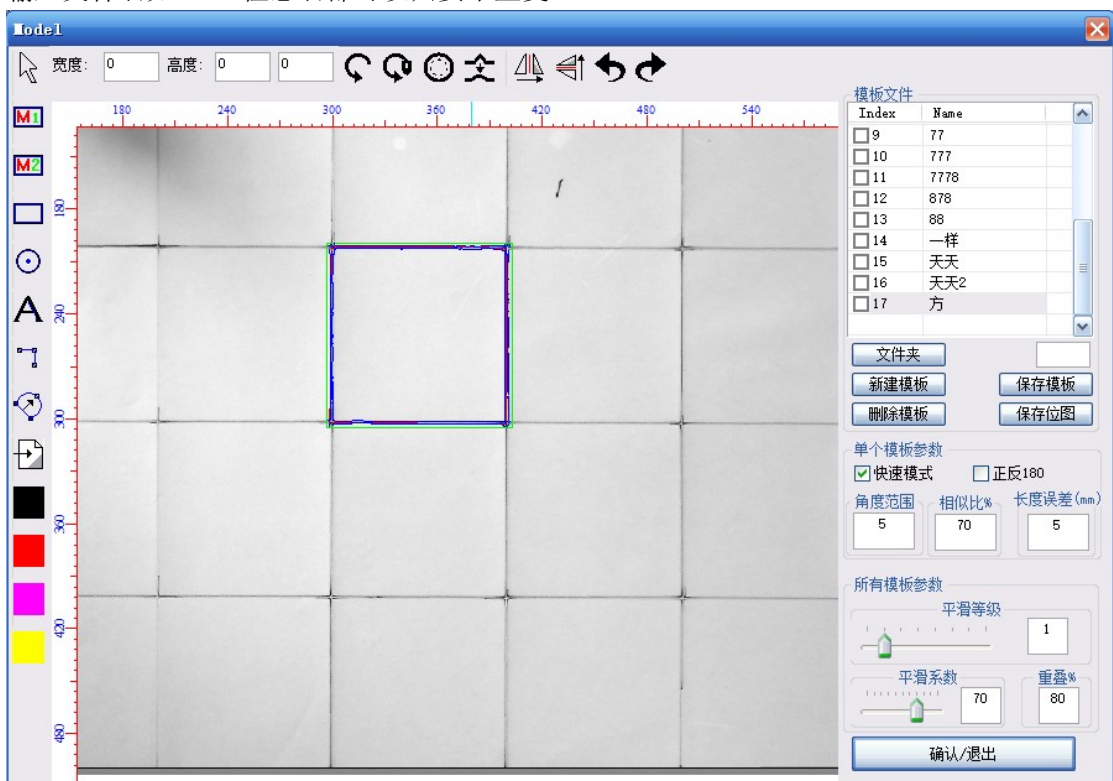 Model
宽度: 0 高度: 0 0
模板文件
180 240 300 360 420 480 540
Index Name
9 77
10 777
11 7778
12 878
13 88
14 一样
15 天天
16 天天2
17 方
M1
M2
A
180
240
300
360
420
480
文件夹
新建模板 保存模板
删除模板 保存位图
单个模板参数
快速模式 正反180
角度范围 相似比% 长度误差(mm)
5 70 5
所有模板参数
平滑等级
1
平滑系数 重叠%
70 80
确认/退出